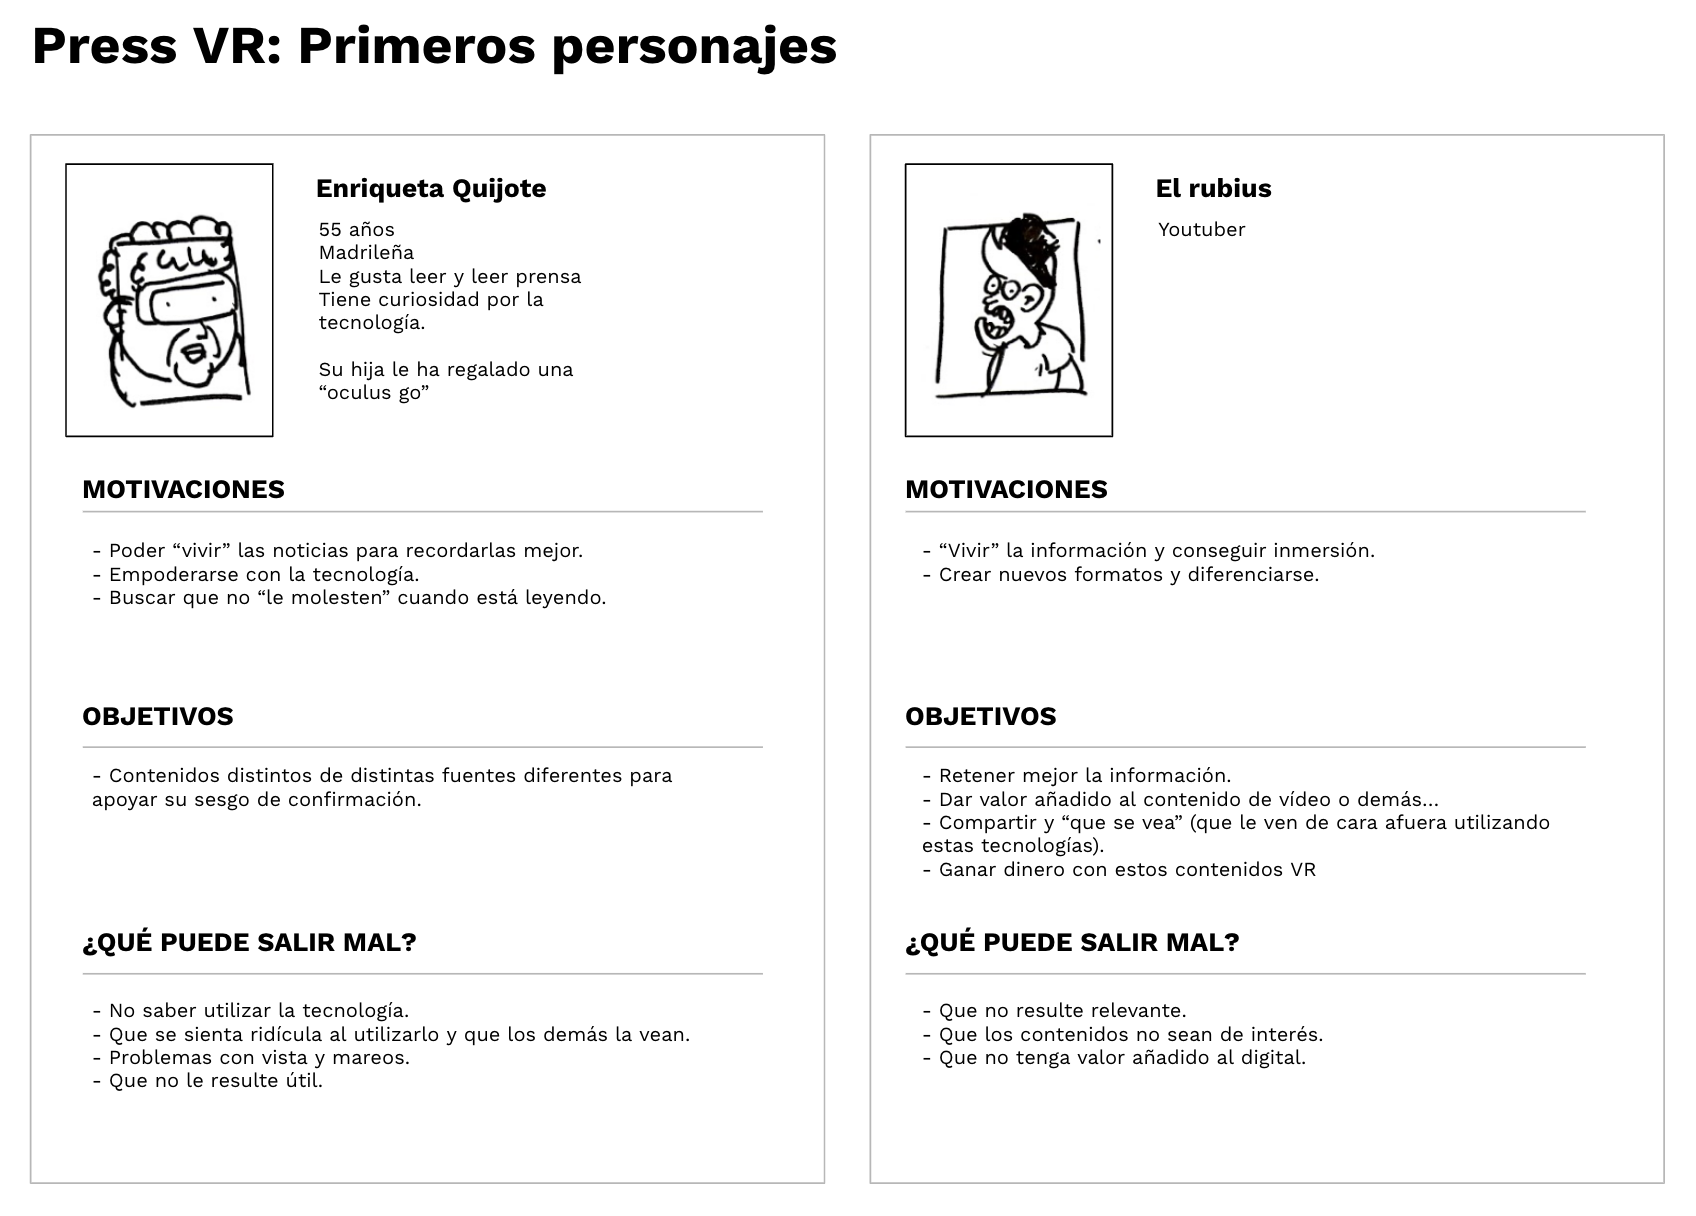 Press VR: Primeros personajes
Enriqueta Quijote
55 años
Madrileña
Le gusta leer y leer prensa
Tiene curiosidad por la
tecnología.
Su hija le ha regalado una
“oculus go”
MOTIVACIONES
- Poder “vivir” las noticias para recordarlas mejor.
- Empoderarse con la tecnología.
- Buscar que no “le molesten” cuando está leyendo.
OBJETIVOS
- Contenidos distintos de distintas fuentes diferentes para
apoyar su sesgo de confirmación.
¿QUÉ PUEDE SALIR MAL?
- No saber utilizar la tecnología.
- Que se sienta ridícula al utilizarlo y que los demás la vean.
- Problemas con vista y mareos.
- Que no le resulte útil.
El rubius
Youtuber
MOTIVACIONES
- “Vivir” la información y conseguir inmersión.
- Crear nuevos formatos y diferenciarse.
OBJETIVOS
- Retener mejor la información.
- Dar valor añadido al contenido de vídeo o demás...
- Compartir y “que se vea” (que le ven de cara afuera utilizando
estas tecnologías).
- Ganar dinero con estos contenidos VR
¿QUÉ PUEDE SALIR MAL?
- Que no resulte relevante.
- Que los contenidos no sean de interés.
- Que no tenga valor añadido al digital.